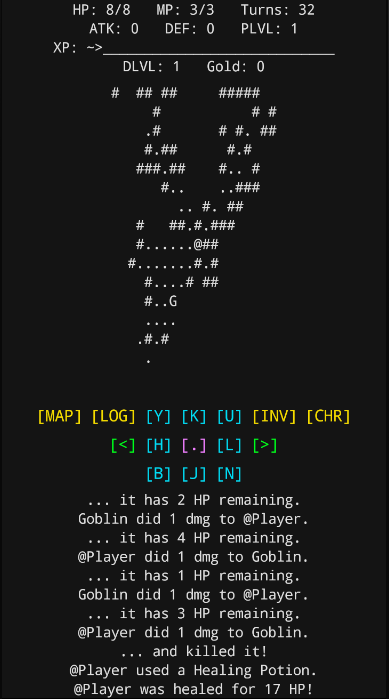 HP: 8/8   MP: 3/3   Turns: 32
ATK: 0   DEF: 0   PLVL: 1
XP: ~>____________________________
DLVL: 1   Gold: 0
#  ## ##     #####
     #           # #
    .#       # #. ##
    #.##      #.#
   ###.##    #.. #
      #..    ..###
        .. #. ##
   #   ##.#.###
   #......@##
  #.......#.#
    #....# ##
    #..G
    ....
   .#.#
    .
[MAP] [LOG] [Y] [K] [U] [INV] [CHR]
[<] [H] [.] [L] [>]
[B] [J] [N]
... it has 2 HP remaining.
Goblin did 1 dmg to @Player.
... it has 4 HP remaining.
@Player did 1 dmg to Goblin.
... it has 1 HP remaining.
Goblin did 1 dmg to @Player.
... it has 3 HP remaining.
@Player did 1 dmg to Goblin.
... and killed it!
@Player used a Healing Potion.
@Player was healed for 17 HP!